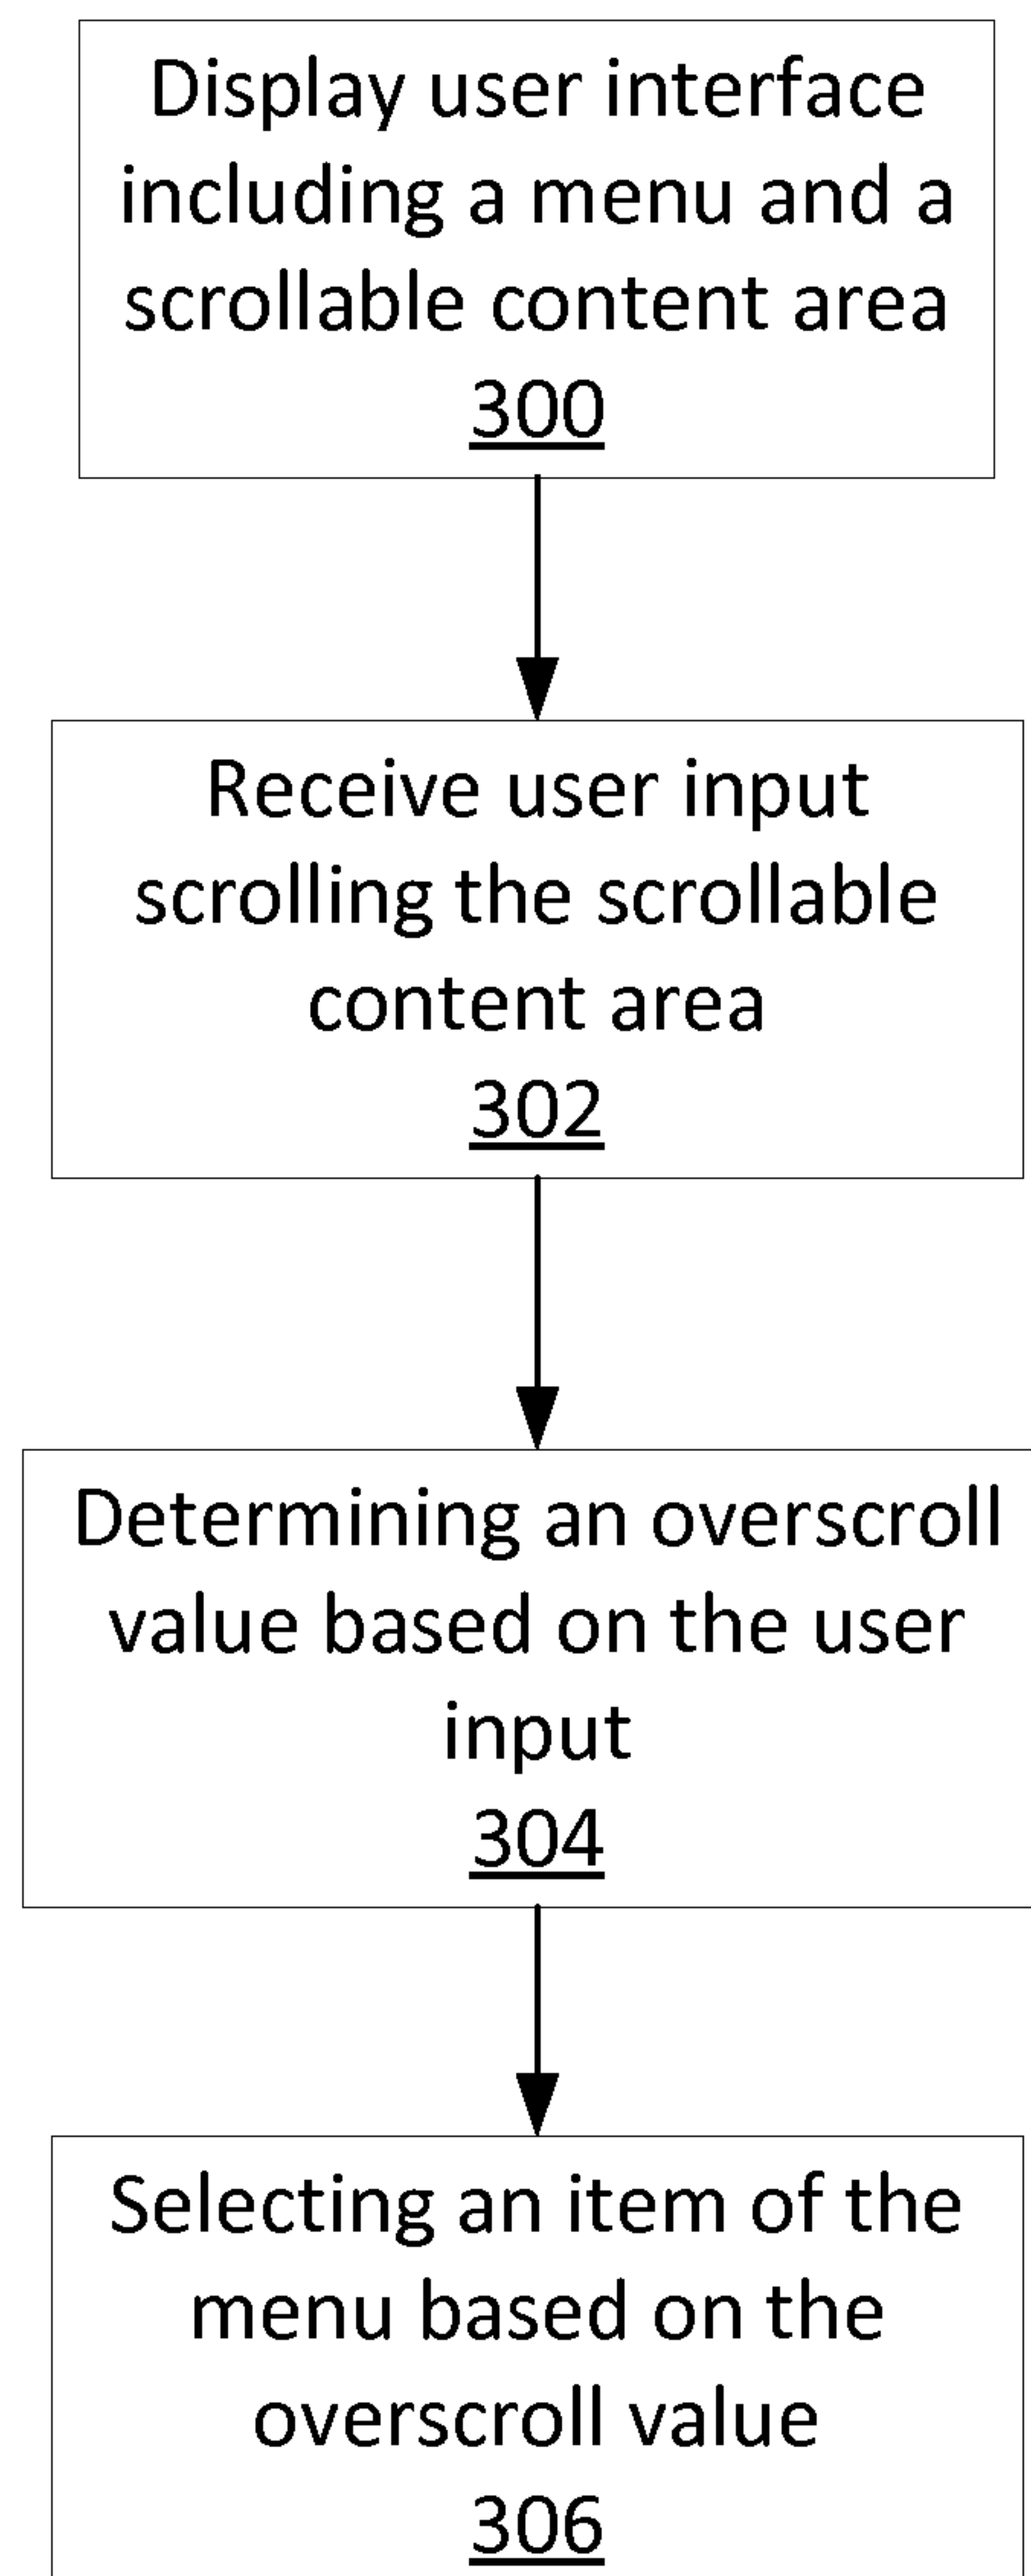 Display user interface
including a menu and a
scrollable content area
300
Receive user input
scrolling the scrollable
content area
302
Determining an overscroll
value based on the user
input
304
Selecting an item of the
menu based on the
overscroll value
306